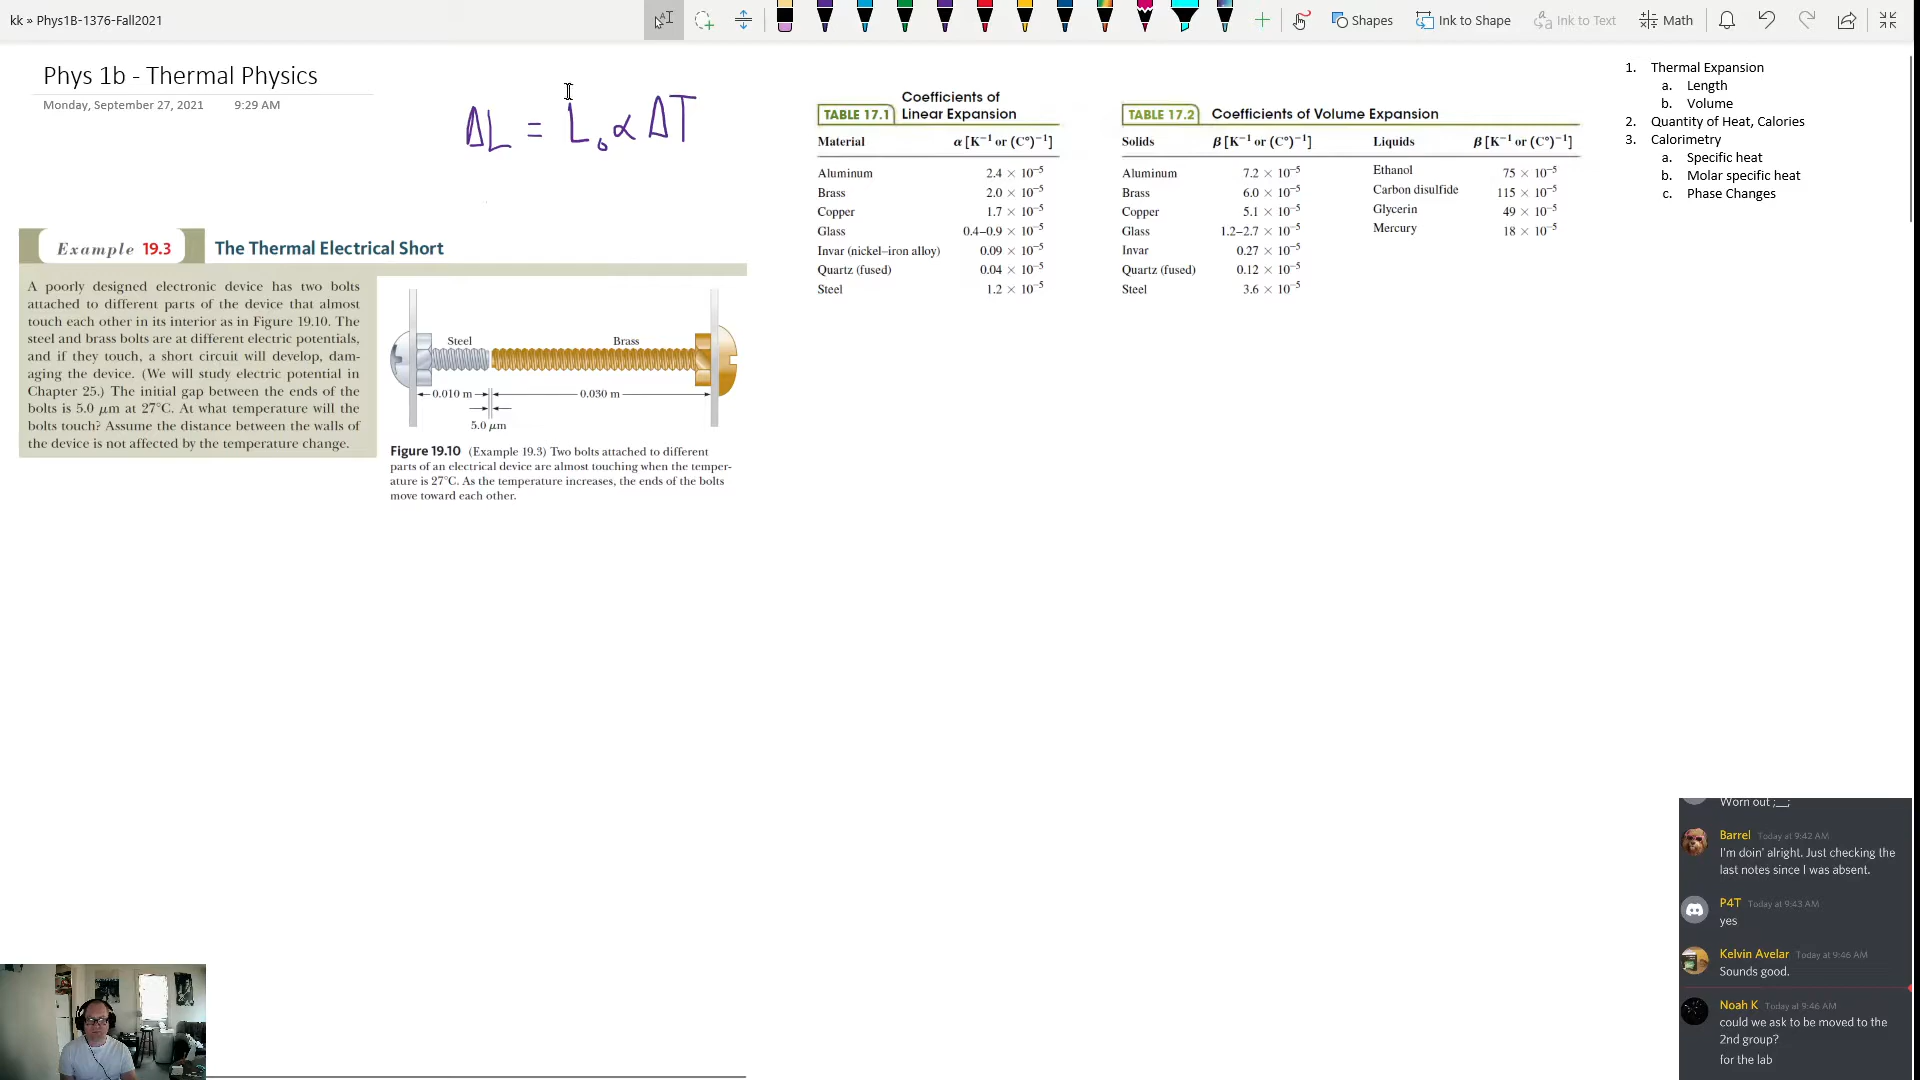 kk » Phys1B-1376-Fall2021
Shapes
Ink to Shape
Ink to Text
Math
Phys 1b - Thermal Physics
Monday, September 27, 2021 9:29 AM
ΔL = L₀αΔT
Example 19.3 The Thermal Electrical Short
A poorly designed electronic device has two bolts
attached to different parts of the device that almost
touch each other in its interior as in Figure 19.10. The
steel and brass bolts are at different electric potentials,
and if they touch, a short circuit will develop, dam-
aging the device. (We will study electric potential in
Chapter 25.) The initial gap between the ends of the
bolts is 5.0 μm at 27°C. At what temperature will the
bolts touch? Assume the distance between the walls of
the device is not affected by the temperature change.
Steel
Brass
0.010 m
0.030 m
5.0 μm
Figure 19.10 (Example 19.3) Two bolts attached to different
parts of an electrical device are almost touching when the temper-
ature is 27°C. As the temperature increases, the ends of the bolts
move toward each other.
Coefficients of
TABLE 17.1 Linear Expansion
Material α [K⁻¹ or (C°)⁻¹]
Aluminum 2.4 × 10⁻⁵
Brass 2.0 × 10⁻⁵
Copper 1.7 × 10⁻⁵
Glass 0.4–0.9 × 10⁻⁵
Invar (nickel–iron alloy) 0.09 × 10⁻⁵
Quartz (fused) 0.04 × 10⁻⁵
Steel 1.2 × 10⁻⁵
TABLE 17.2 Coefficients of Volume Expansion
Solids β [K⁻¹ or (C°)⁻¹] Liquids β [K⁻¹ or (C°)⁻¹]
Aluminum 7.2 × 10⁻⁵ Ethanol 75 × 10⁻⁵
Brass 6.0 × 10⁻⁵ Carbon disulfide 115 × 10⁻⁵
Copper 5.1 × 10⁻⁵ Glycerin 49 × 10⁻⁵
Glass 1.2–2.7 × 10⁻⁵ Mercury 18 × 10⁻⁵
Invar 0.27 × 10⁻⁵
Quartz (fused) 0.12 × 10⁻⁵
Steel 3.6 × 10⁻⁵
1. Thermal Expansion
a. Length
b. Volume
2. Quantity of Heat, Calories
3. Calorimetry
a. Specific heat
b. Molar specific heat
c. Phase Changes
Worn out ;__;
Barrel Today at 9:42 AM
I'm doin' alright. Just checking the
last notes since I was absent.
P4T Today at 9:43 AM
yes
Kelvin Avelar Today at 9:46 AM
Sounds good.
Noah K Today at 9:46 AM
could we ask to be moved to the
2nd group?
for the lab